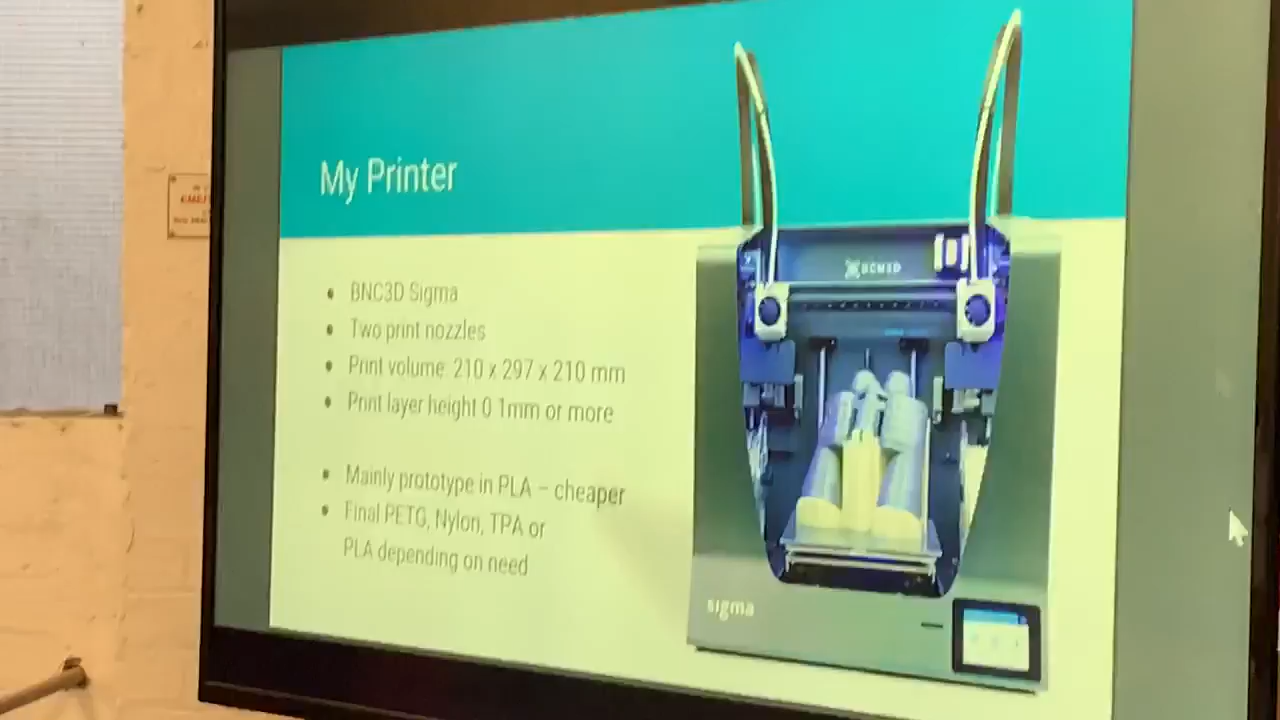 My Printer
BNC3D Sigma
Two print nozzles
Print volume: 210 x 297 x 210 mm
Print layer height 0.1mm or more
Mainly prototype in PLA – cheaper
Final PETG, Nylon, TPA or
PLA depending on need
BCN3D
sigma